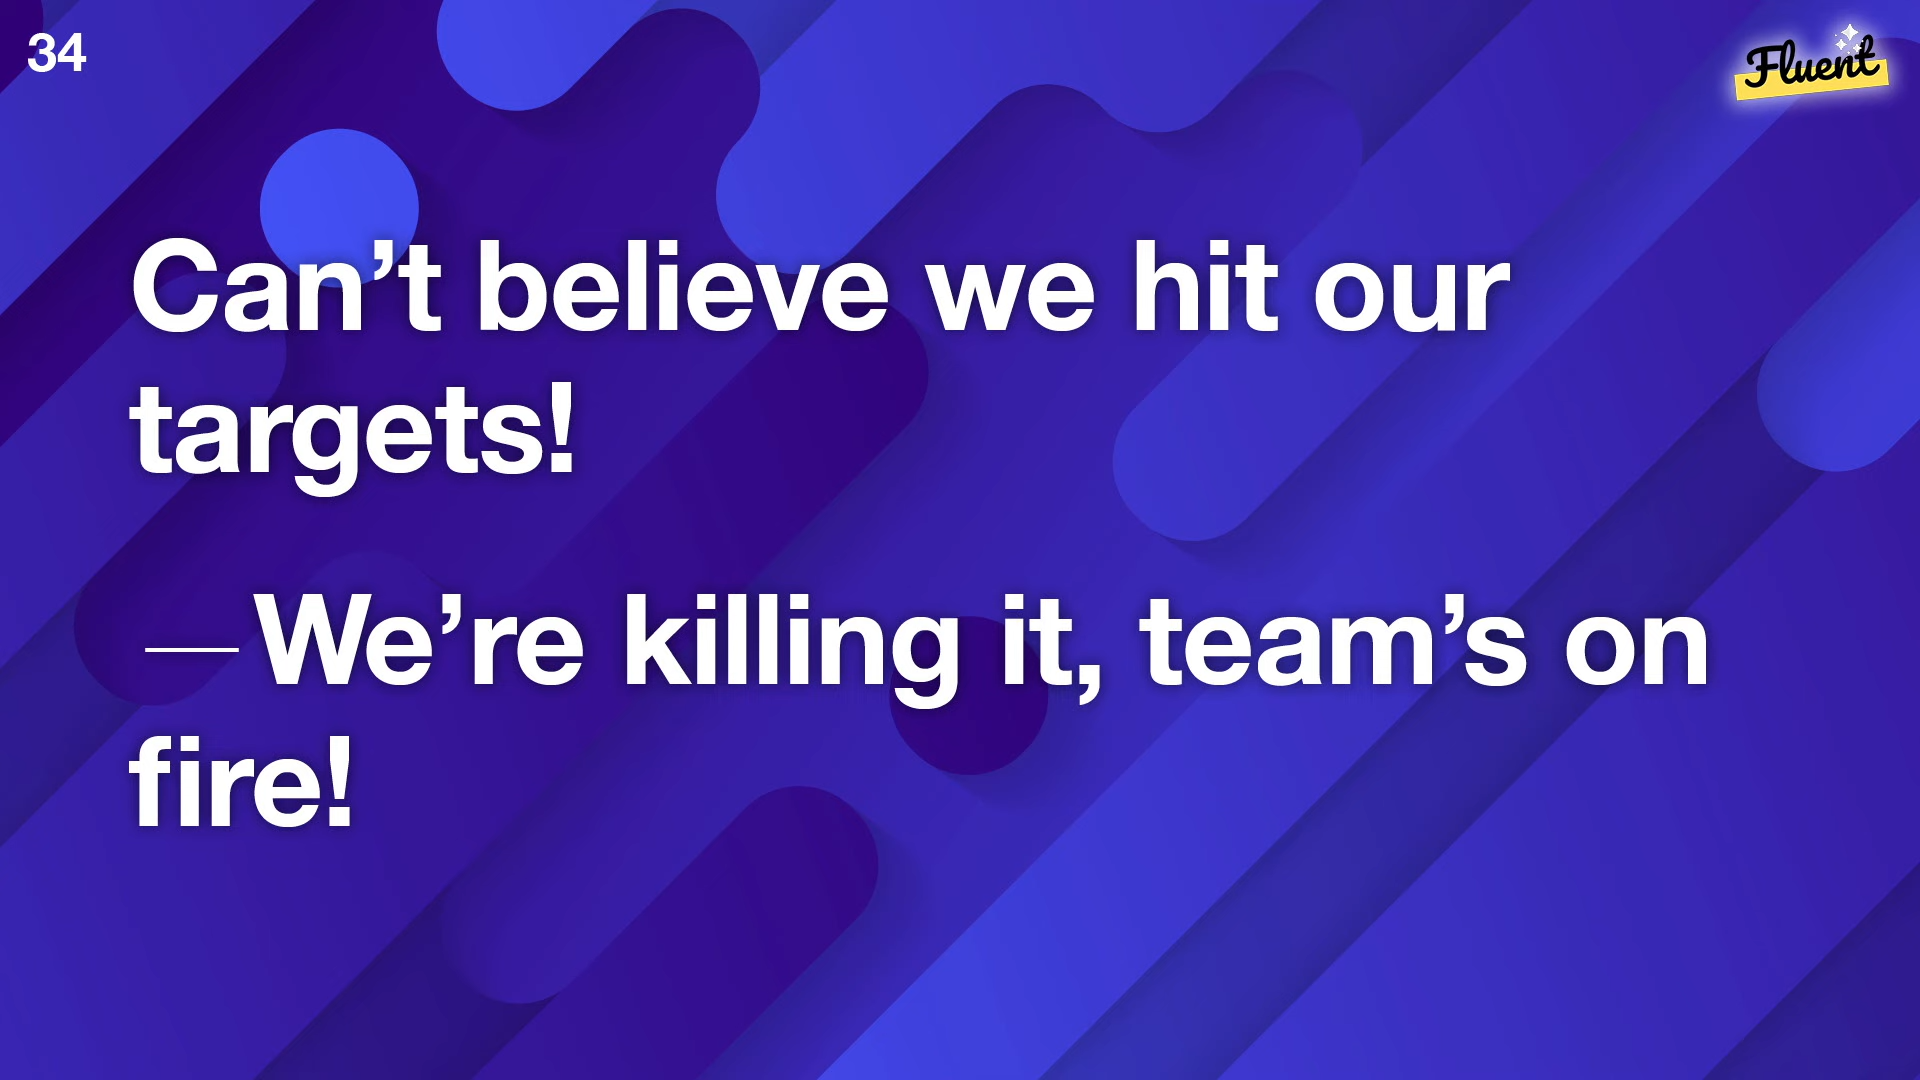 34
Fluent
Can’t believe we hit our
targets!
—We’re killing it, team’s on
fire!